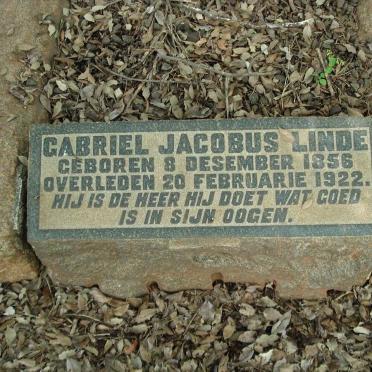 GABRIEL JACOBUS LINDE
GEBOREN 8 DESEMBER 1856
OVERLEDEN 20 FEBRUARIE 1922.
HIJ IS DE HEER HIJ DOET WAT GOED
IS IN SIJN OOGEN.